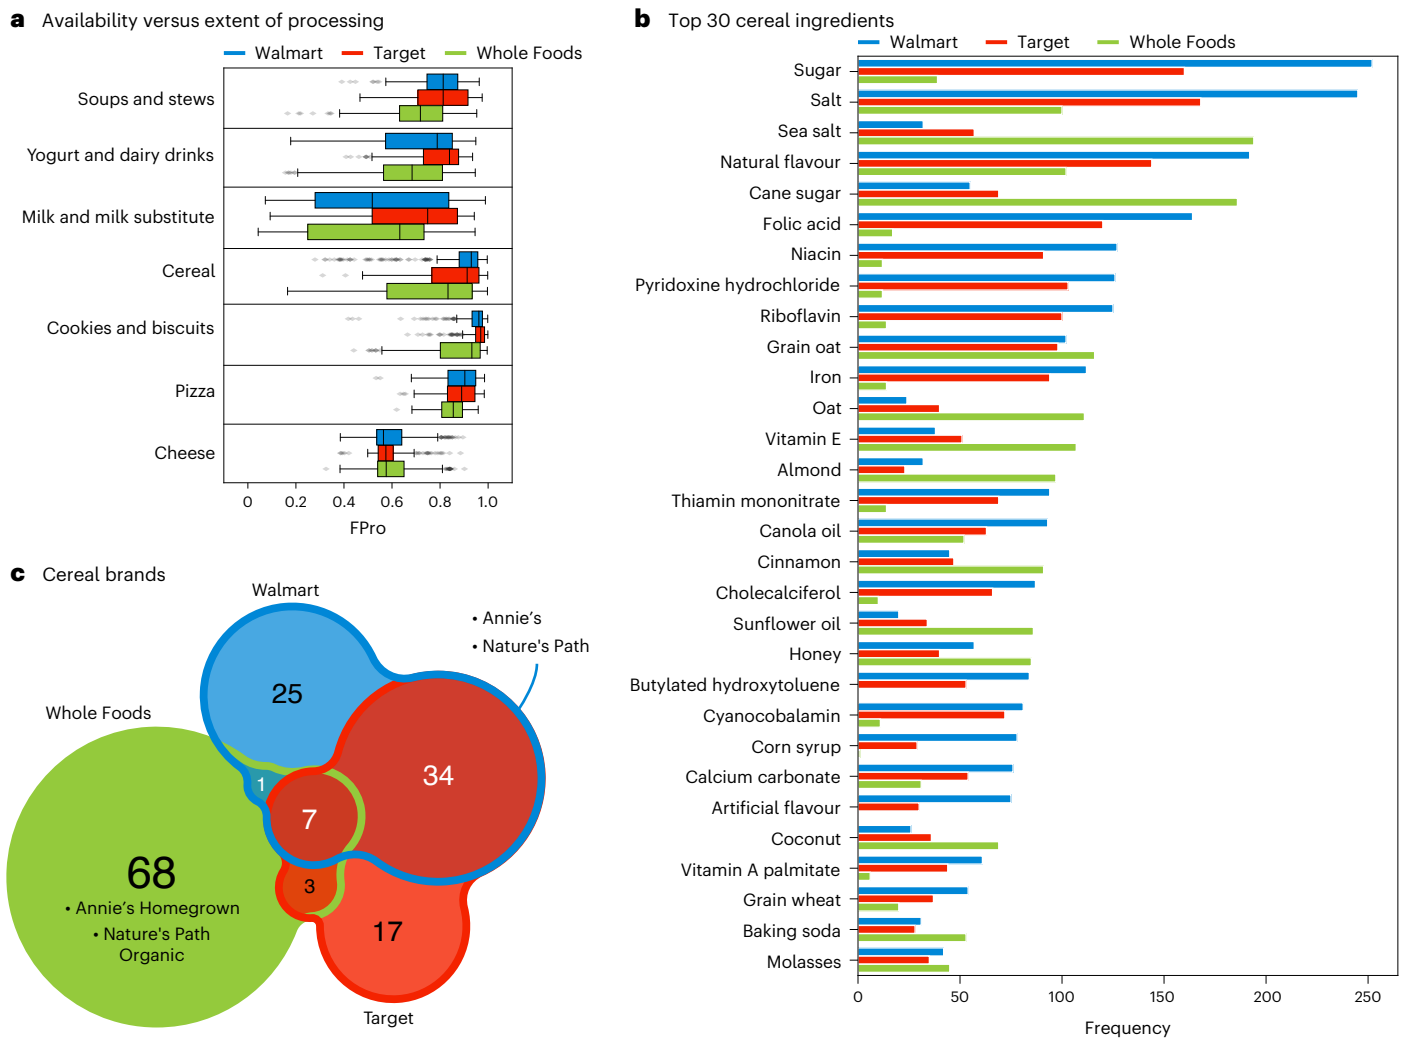 a Availability versus extent of processing
Walmart Target Whole Foods
Soups and stews
Yogurt and dairy drinks
Milk and milk substitute
Cereal
Cookies and biscuits
Pizza
Cheese
0 0.2 0.4 0.6 0.8 1.0
FPro
b Top 30 cereal ingredients
Walmart Target Whole Foods
Sugar
Salt
Sea salt
Natural flavour
Cane sugar
Folic acid
Niacin
Pyridoxine hydrochloride
Riboflavin
Grain oat
Iron
Oat
Vitamin E
Almond
Thiamin mononitrate
Canola oil
Cinnamon
Cholecalciferol
Sunflower oil
Honey
Butylated hydroxytoluene
Cyanocobalamin
Corn syrup
Calcium carbonate
Artificial flavour
Coconut
Vitamin A palmitate
Grain wheat
Baking soda
Molasses
0 50 100 150 200 250
Frequency
c Cereal brands
Walmart
• Annie's
• Nature's Path
25
Whole Foods
34
1
7
68
3
• Annie's Homegrown
• Nature's Path
Organic
17
Target